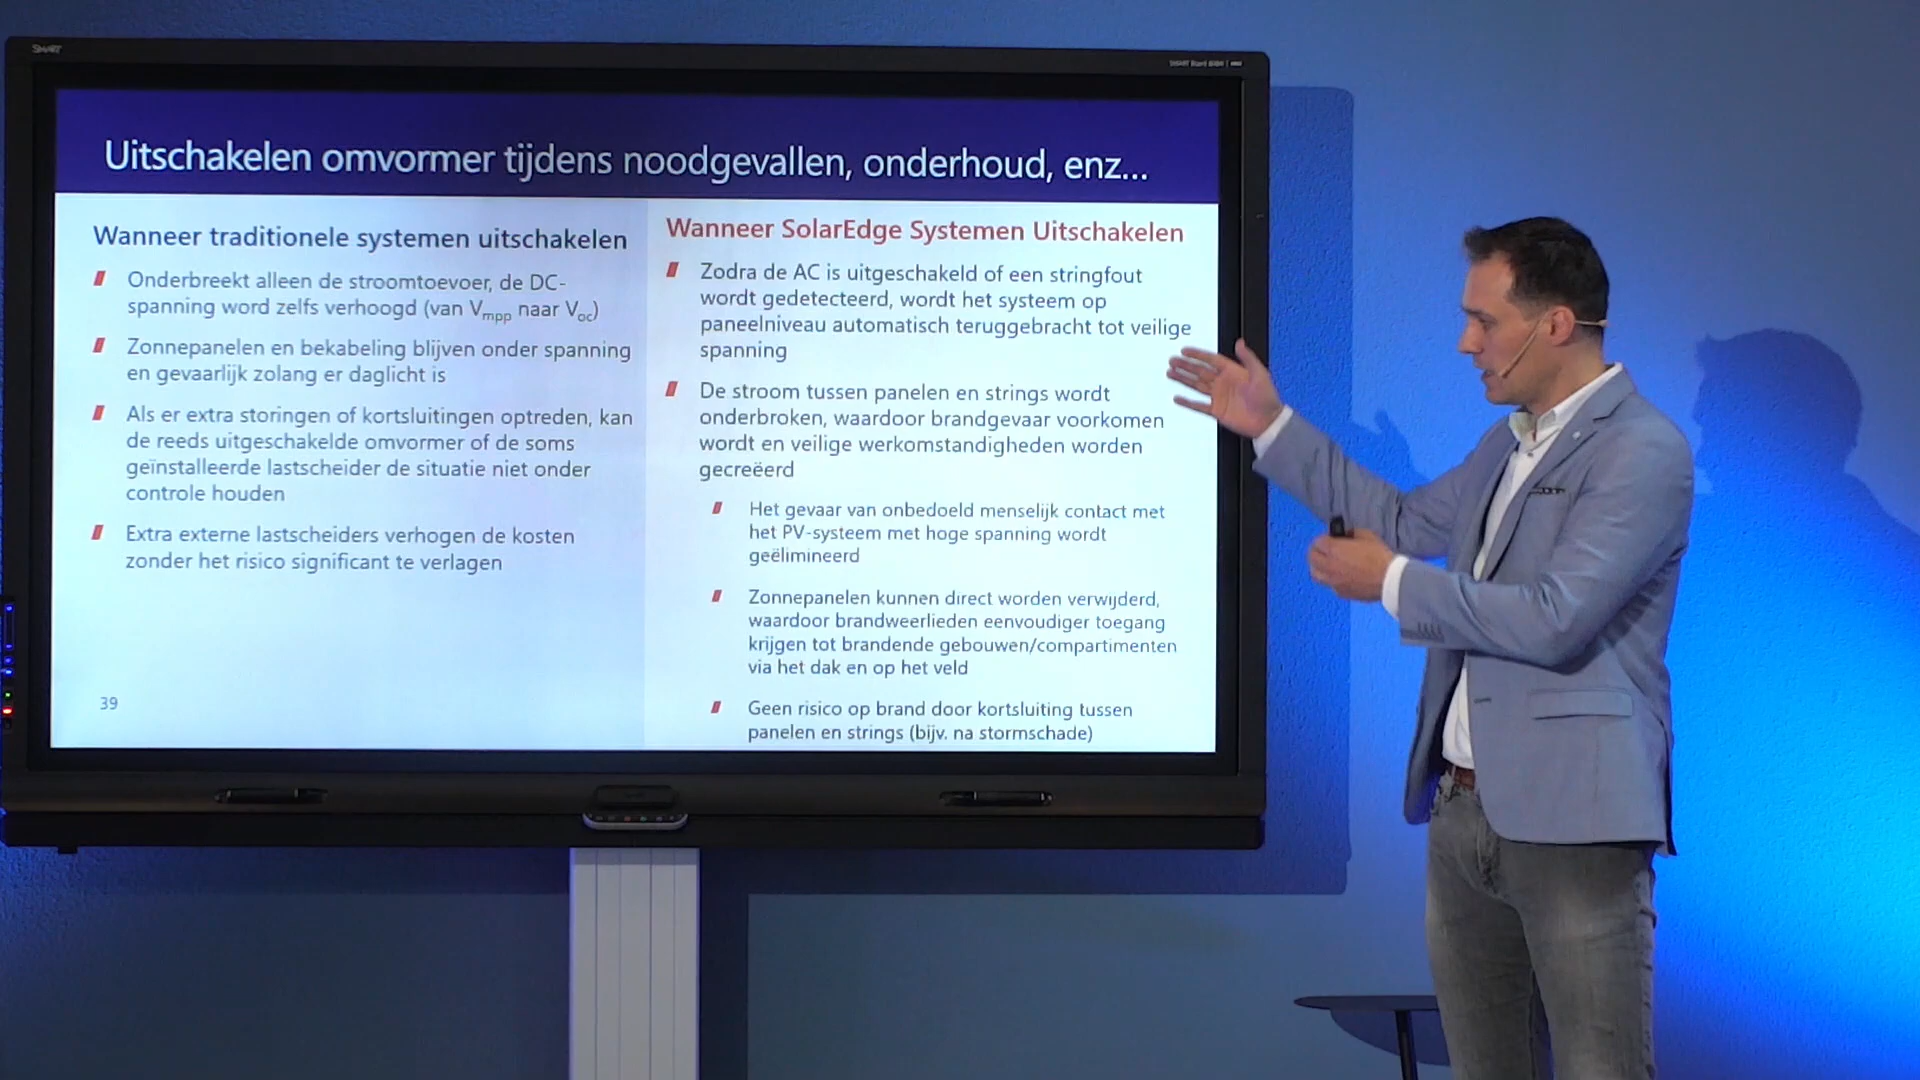 SMART
Uitschakelen omvormer tijdens noodgevallen, onderhoud, enz...
Wanneer traditionele systemen uitschakelen
Onderbreekt alleen de stroomtoevoer, de DC-
spanning word zelfs verhoogd (van Vmpp naar Voc)
Zonnepanelen en bekabeling blijven onder spanning
en gevaarlijk zolang er daglicht is
Als er extra storingen of kortsluitingen optreden, kan
de reeds uitgeschakelde omvormer of de soms
geïnstalleerde lastscheider de situatie niet onder
controle houden
Extra externe lastscheiders verhogen de kosten
zonder het risico significant te verlagen
39
Wanneer SolarEdge Systemen Uitschakelen
Zodra de AC is uitgeschakeld of een stringfout
wordt gedetecteerd, wordt het systeem op
paneelniveau automatisch teruggebracht tot veilige
spanning
De stroom tussen panelen en strings wordt
onderbroken, waardoor brandgevaar voorkomen
wordt en veilige werkomstandigheden worden
gecreëerd
Het gevaar van onbedoeld menselijk contact met
het PV-systeem met hoge spanning wordt
geëlimineerd
Zonnepanelen kunnen direct worden verwijderd,
waardoor brandweerlieden eenvoudiger toegang
krijgen tot brandende gebouwen/compartimenten
via het dak en op het veld
Geen risico op brand door kortsluiting tussen
panelen en strings (bijv. na stormschade)